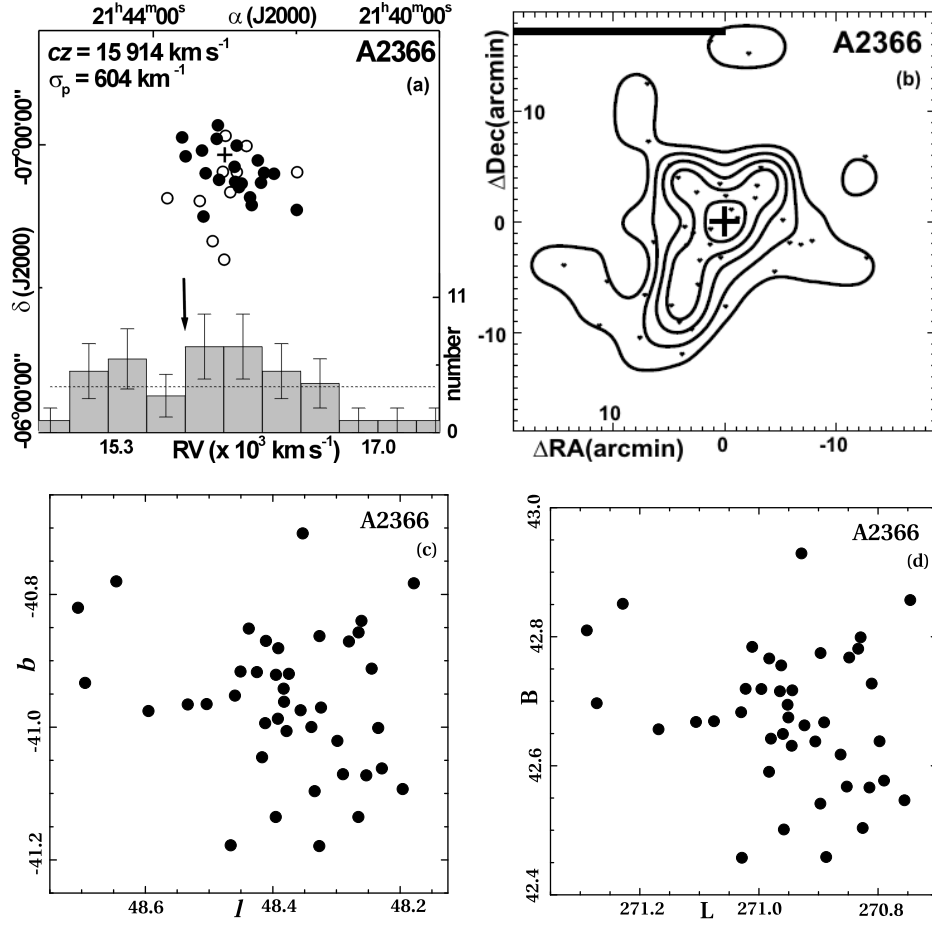 21h44m00s α (J2000) 21h40m00s
cz = 15 914 km s-1
σp = 604 km-1
A2366
(a)
-07°00'00"
δ (J2000)
-06°00'00"
11
number
0
15.3 RV (x 10³ km s-1) 17.0
A2366
(b)
ΔDec(arcmin)
10
0
-10
10
ΔRA(arcmin) 0 -10
A2366
(c)
-40.8
b
-41.0
-41.2
48.6 l 48.4 48.2
A2366
(d)
43.0
42.8
B
42.6
42.4
271.2 L 271.0 270.8